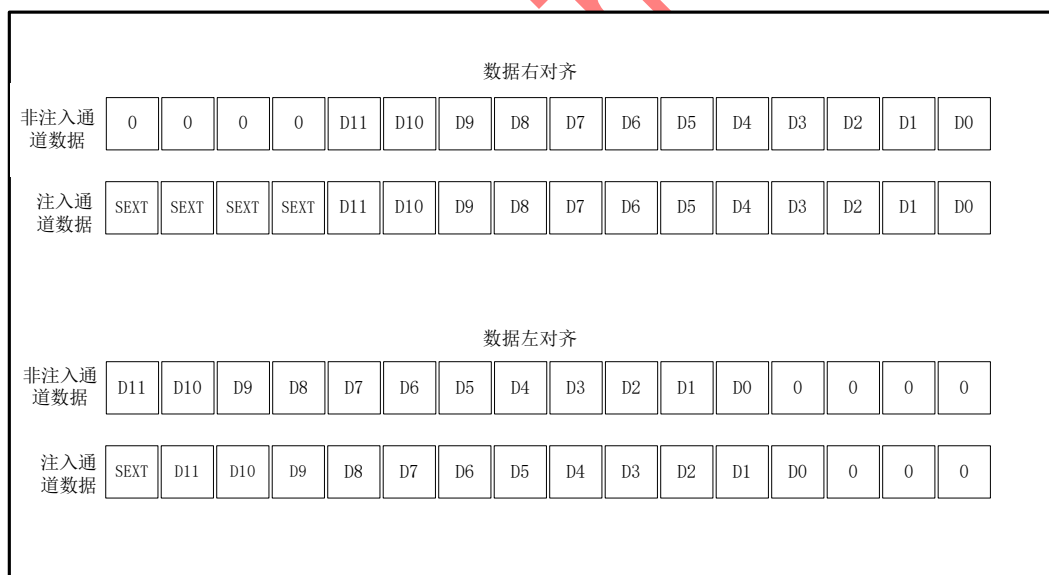 数据右对齐
非注入通
道数据
0 0 0 0 D11 D10 D9 D8 D7 D6 D5 D4 D3 D2 D1 D0
注入通
道数据
SEXT SEXT SEXT SEXT D11 D10 D9 D8 D7 D6 D5 D4 D3 D2 D1 D0
数据左对齐
非注入通
道数据
D11 D10 D9 D8 D7 D6 D5 D4 D3 D2 D1 D0 0 0 0 0
注入通
道数据
SEXT D11 D10 D9 D8 D7 D6 D5 D4 D3 D2 D1 D0 0 0 0